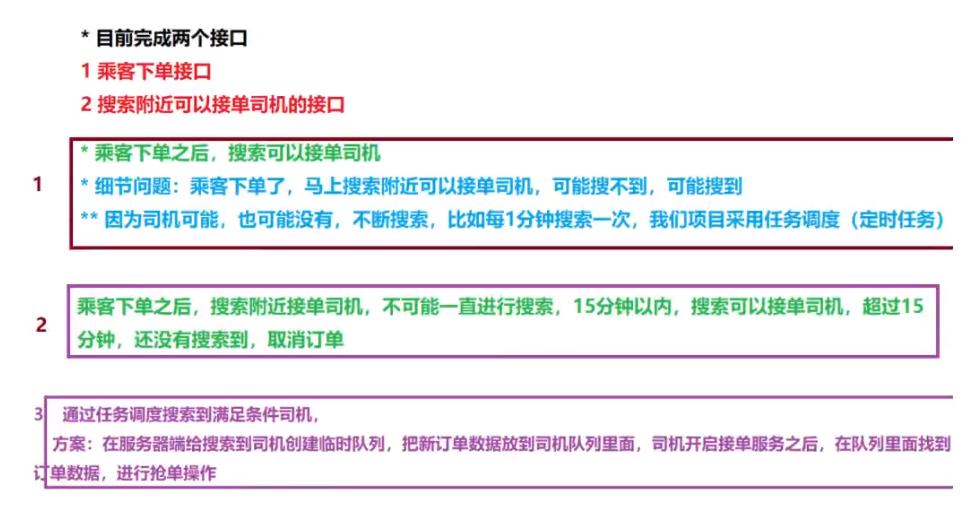 * 目前完成两个接口
1 乘客下单接口
2 搜索附近可以接单司机的接口
* 乘客下单之后，搜索可以接单司机
1
* 细节问题：乘客下单了，马上搜索附近可以接单司机，可能搜不到，可能搜到
** 因为司机可能，也可能没有，不断搜索，比如每1分钟搜索一次，我们项目采用任务调度（定时任务）
乘客下单之后，搜索附近接单司机，不可能一直进行搜索，15分钟以内，搜索可以接单司机，超过15
2
分钟，还没有搜索到，取消订单
3 通过任务调度搜索到满足条件司机，
方案：在服务器端给搜索到司机创建临时队列，把新订单数据放到司机队列里面，司机开启接单服务之后，在队列里面找到
订单数据，进行抢单操作